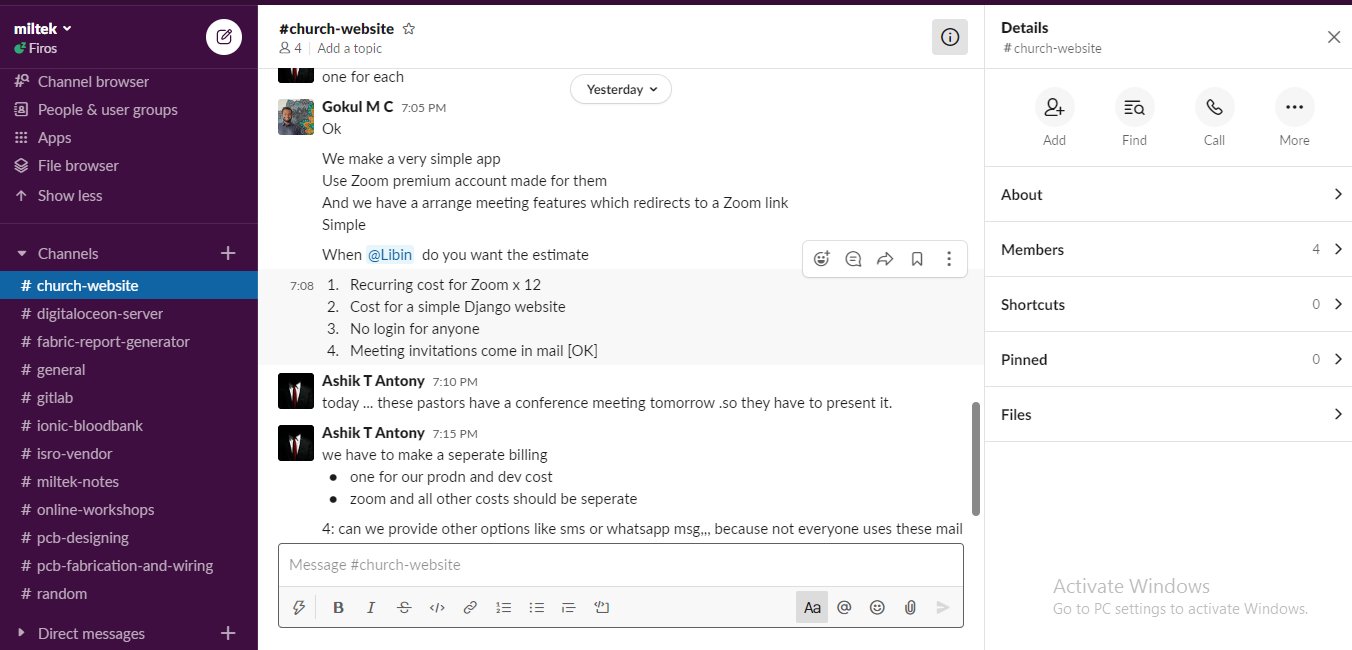 miltek
Firos
Channel browser
People & user groups
Apps
File browser
Show less
Channels
# church-website
# digitaloceon-server
# fabric-report-generator
# general
# gitlab
# ionic-bloodbank
# isro-vendor
# miltek-notes
# online-workshops
# pcb-designing
# pcb-fabrication-and-wiring
# random
Direct messages
#church-website
4 | Add a topic
one for each
Yesterday
Gokul M C 7:05 PM
Ok
We make a very simple app
Use Zoom premium account made for them
And we have a arrange meeting features which redirects to a Zoom link
Simple
When @Libin do you want the estimate
7:08 1. Recurring cost for Zoom x 12
2. Cost for a simple Django website
3. No login for anyone
4. Meeting invitations come in mail [OK]
Ashik T Antony 7:10 PM
today ... these pastors have a conference meeting tomorrow .so they have to present it.
Ashik T Antony 7:15 PM
we have to make a seperate billing
● one for our prodn and dev cost
● zoom and all other costs should be seperate
4: can we provide other options like sms or whatsapp msg,,, because not everyone uses these mail
Message #church-website
B I S </> Aa @
Details
# church-website
Add Find Call More
About
Members 4
Shortcuts 0
Pinned 0
Files
Activate Windows
Go to PC settings to activate Windows.